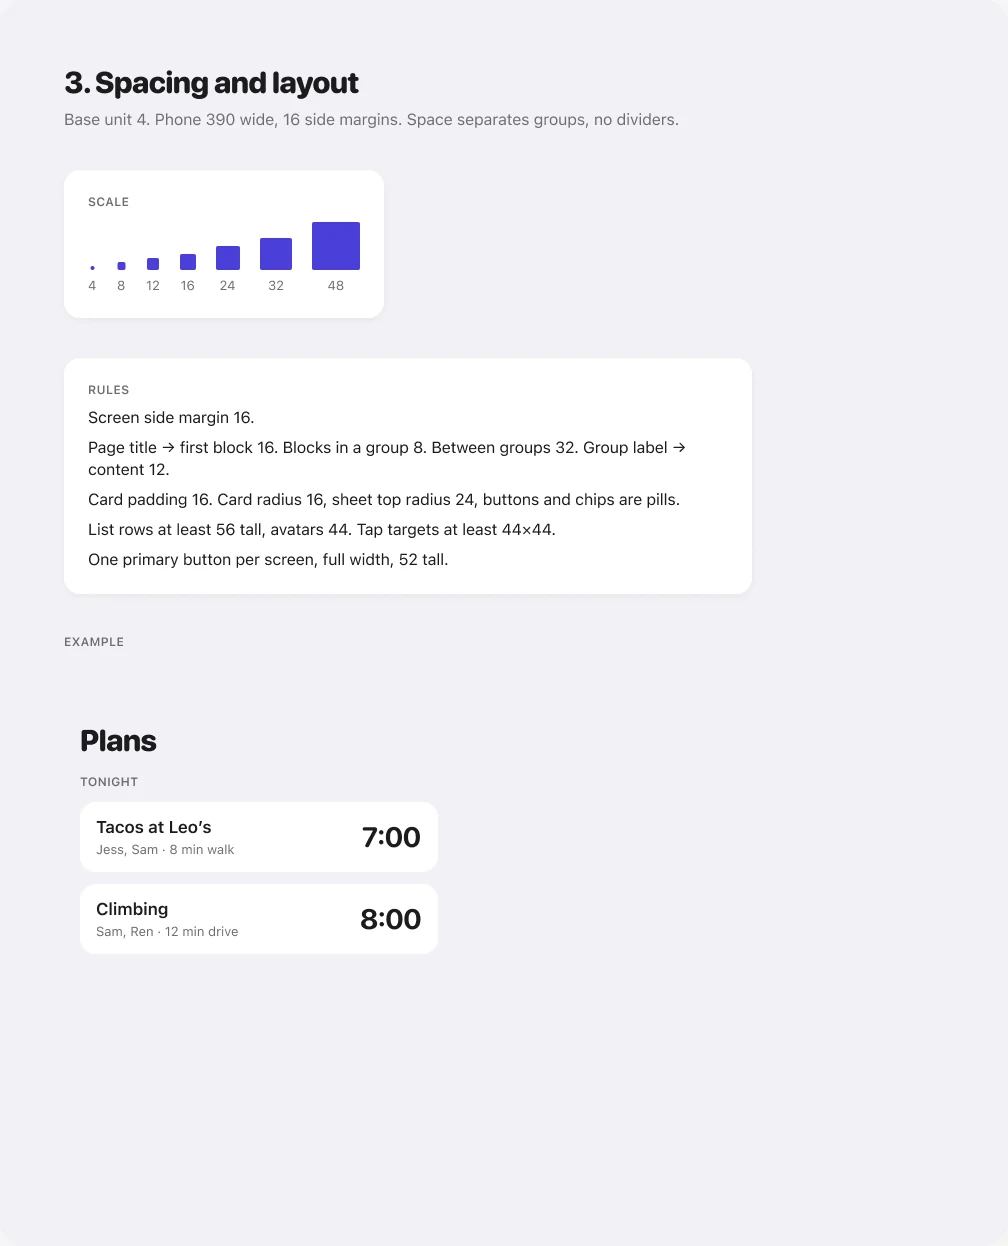 3. Spacing and layout
Base unit 4. Phone 390 wide, 16 side margins. Space separates groups, no dividers.
SCALE
4 8 12 16 24 32 48
RULES
Screen side margin 16.
Page title → first block 16. Blocks in a group 8. Between groups 32. Group label →
content 12.
Card padding 16. Card radius 16, sheet top radius 24, buttons and chips are pills.
List rows at least 56 tall, avatars 44. Tap targets at least 44×44.
One primary button per screen, full width, 52 tall.
EXAMPLE
Plans
TONIGHT
Tacos at Leo’s
Jess, Sam · 8 min walk
7:00
Climbing
Sam, Ren · 12 min drive
8:00